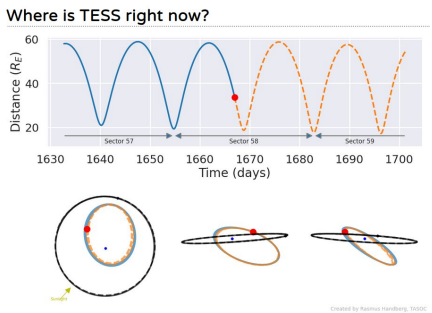 Where is TESS right now?
60
40
20
Distance (R_E)
Sector 57
Sector 58
Sector 59
1630
1640
1650
1660
1670
1680
1690
1700
Time (days)
Created by Rasmus Handberg, TASOC